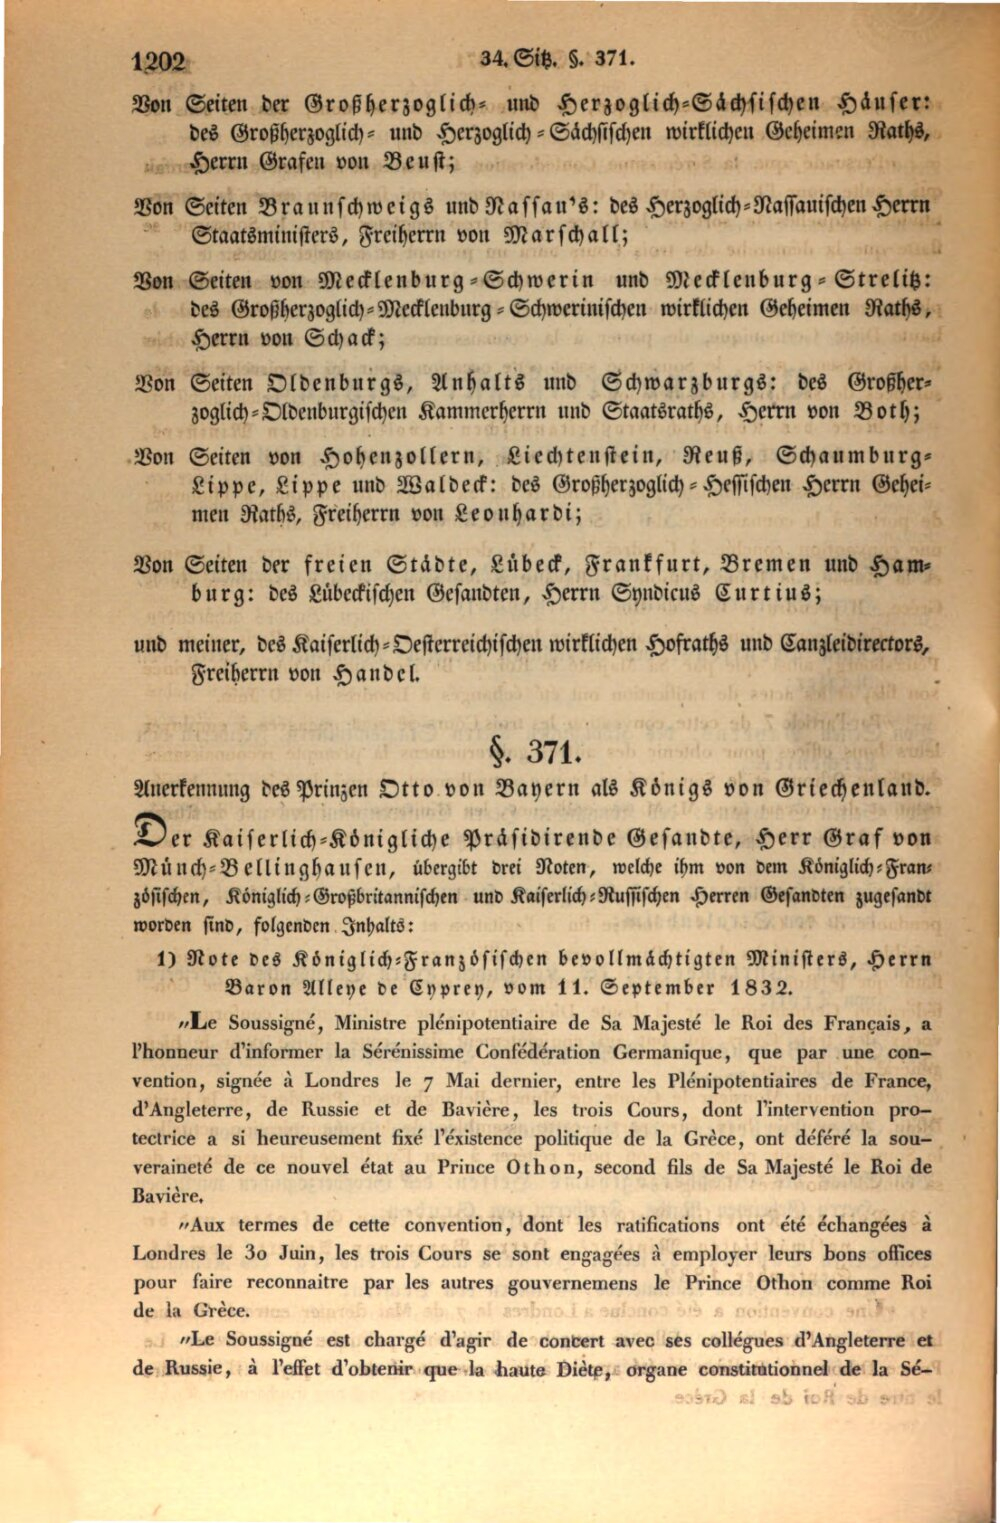 1202
34. Sitz. §. 371.
Von Seiten der Großherzoglich- und Herzoglich-Sächsischen Häuser:
des Großherzoglich- und Herzoglich-Sächsischen wirklichen Geheimen Raths,
Herrn Grafen von Beust;
Von Seiten Braunschweigs und Nassau's: des Herzoglich-Nassauischen Herrn
Staatsministers, Freiherrn von Marschall;
Von Seiten von Mecklenburg-Schwerin und Mecklenburg-Strelitz:
des Großherzoglich-Mecklenburg-Schwerinischen wirklichen Geheimen Raths,
Herrn von Schack;
Von Seiten Oldenburgs, Anhalts und Schwarzburgs: des Großher-
zoglich-Oldenburgischen Kammerherrn und Staatsraths, Herrn von Both;
Von Seiten von Hohenzollern, Liechtenstein, Reuß, Schaumburg-
Lippe, Lippe und Waldeck: des Großherzoglich-Hessischen Herrn Gehei-
men Raths, Freiherrn von Leonhardi;
Von Seiten der freien Städte, Lübeck, Frankfurt, Bremen und Ham-
burg: des Lübeckischen Gesandten, Herrn Syndicus Curtius;
und meiner, des Kaiserlich-Oesterreichischen wirklichen Hofraths und Canzleidirectors,
Freiherrn von Handel.
§. 371.
Anerkennung des Prinzen Otto von Bayern als Königs von Griechenland.
Der Kaiserlich-Königliche Präsidirende Gesandte, Herr Graf von
Münch-Bellinghausen, übergibt drei Noten, welche ihm von dem Königlich-Fran-
zösischen, Königlich-Großbritannischen und Kaiserlich-Russischen Herren Gesandten zugesandt
worden sind, folgenden Inhalts:
1) Note des Königlich-Französischen bevollmächtigten Ministers, Herrn
Baron Alleye de Cyprey, vom 11. September 1832.
„Le Soussigné, Ministre plénipotentiaire de Sa Majesté le Roi des Français, a
l'honneur d'informer la Sérénissime Confédération Germanique, que par une con-
vention, signée à Londres le 7 Mai dernier, entre les Plénipotentiaires de France,
d'Angleterre, de Russie et de Bavière, les trois Cours, dont l'intervention pro-
tectrice a si heureusement fixé l'éxistence politique de la Grèce, ont déféré la sou-
veraineté de ce nouvel état au Prince Othon, second fils de Sa Majesté le Roi de
Bavière.
„Aux termes de cette convention, dont les ratifications ont été échangées à
Londres le 30 Juin, les trois Cours se sont engagées à employer leurs bons offices
pour faire reconnaitre par les autres gouvernemens le Prince Othon comme Roi
de la Grèce.
„Le Soussigné est chargé d'agir de concert avec ses collégues d'Angleterre et
de Russie, à l'effet d'obtenir que la haute Diète, organe constitutionnel de la Sé-